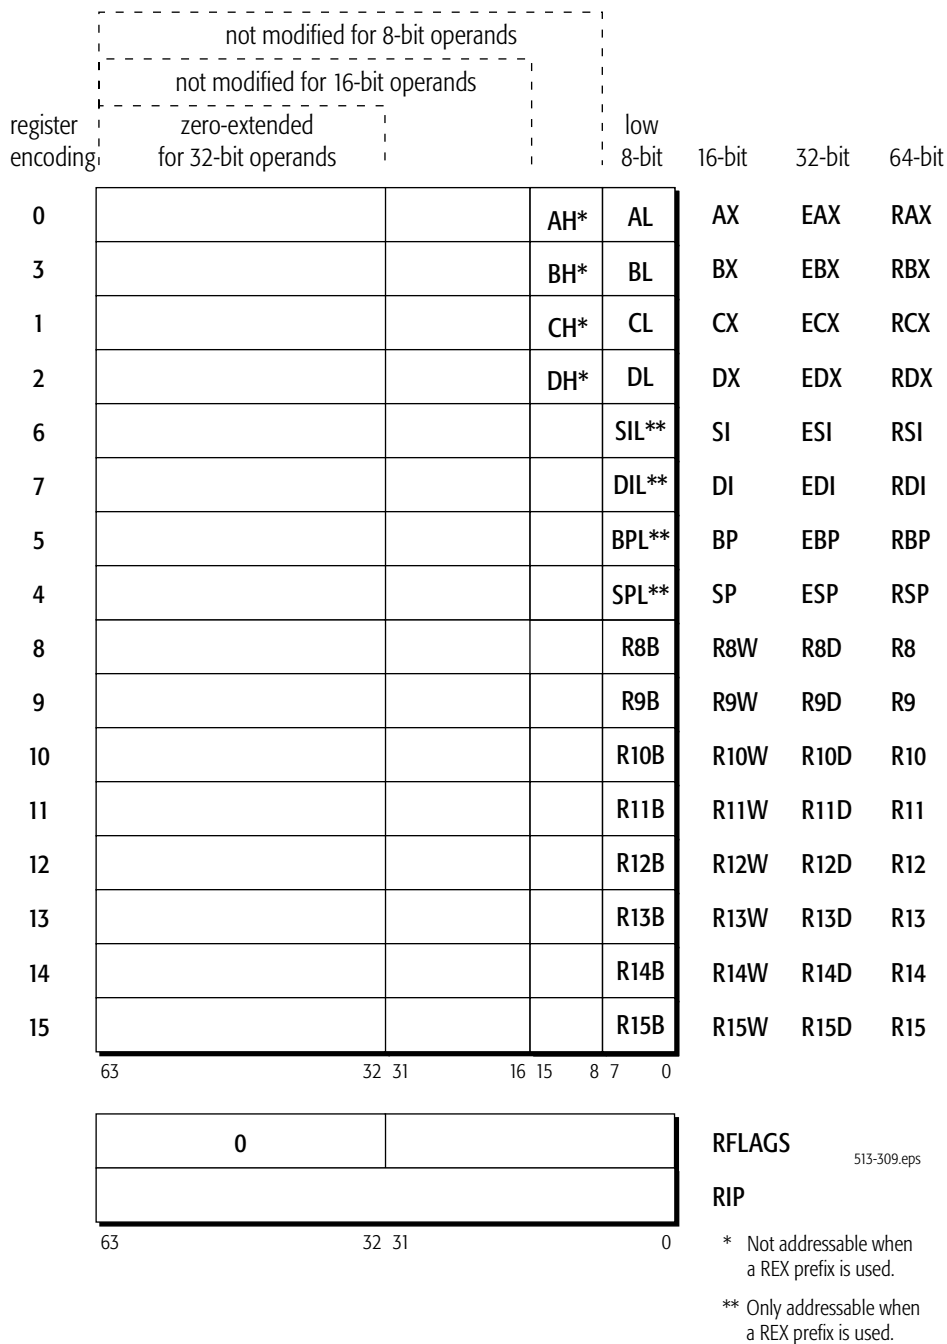 not modified for 8-bit operands
not modified for 16-bit operands
register encoding
zero-extended for 32-bit operands
low 8-bit 16-bit 32-bit 64-bit
0 AH* AL AX EAX RAX
3 BH* BL BX EBX RBX
1 CH* CL CX ECX RCX
2 DH* DL DX EDX RDX
6 SIL** SI ESI RSI
7 DIL** DI EDI RDI
5 BPL** BP EBP RBP
4 SPL** SP ESP RSP
8 R8B R8W R8D R8
9 R9B R9W R9D R9
10 R10B R10W R10D R10
11 R11B R11W R11D R11
12 R12B R12W R12D R12
13 R13B R13W R13D R13
14 R14B R14W R14D R14
15 R15B R15W R15D R15
63 32 31 16 15 8 7 0
0 RFLAGS 513-309.eps
RIP
63 32 31 0
* Not addressable when
a REX prefix is used.
** Only addressable when
a REX prefix is used.